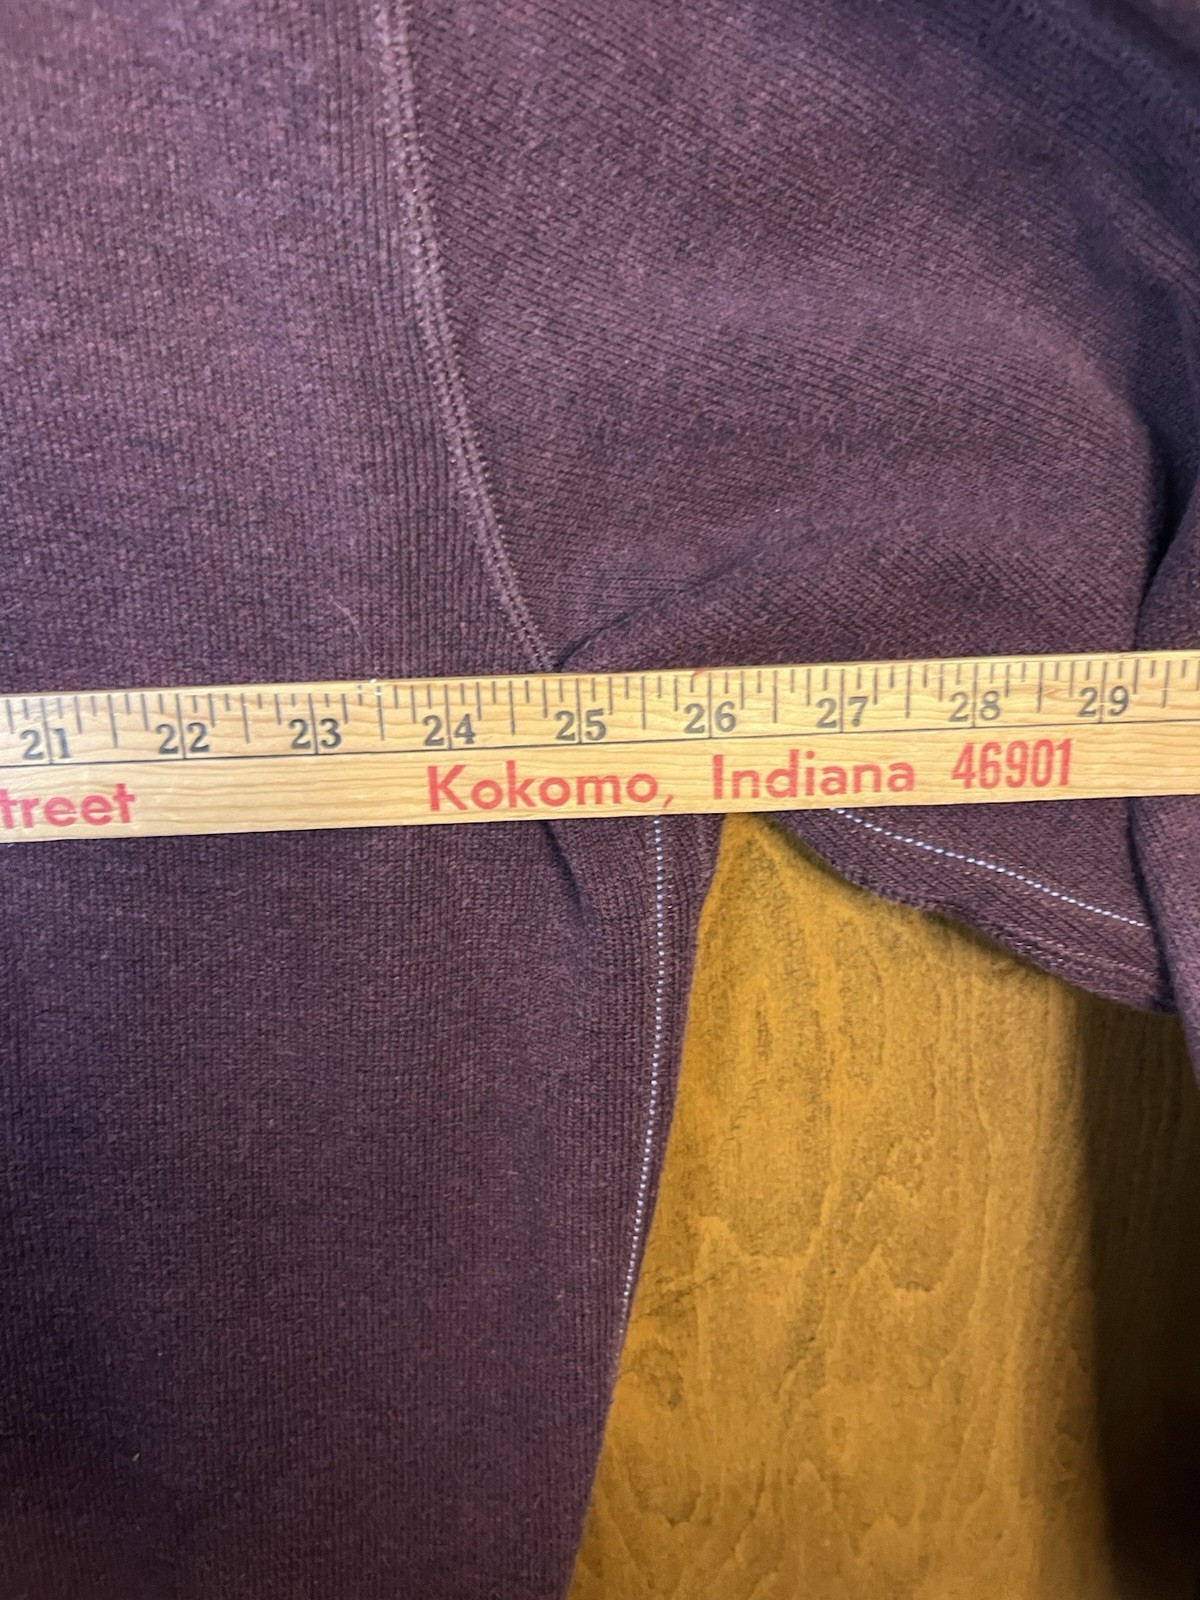 21 22 23 24 25 26 27 28 29
treet Kokomo, Indiana 46901